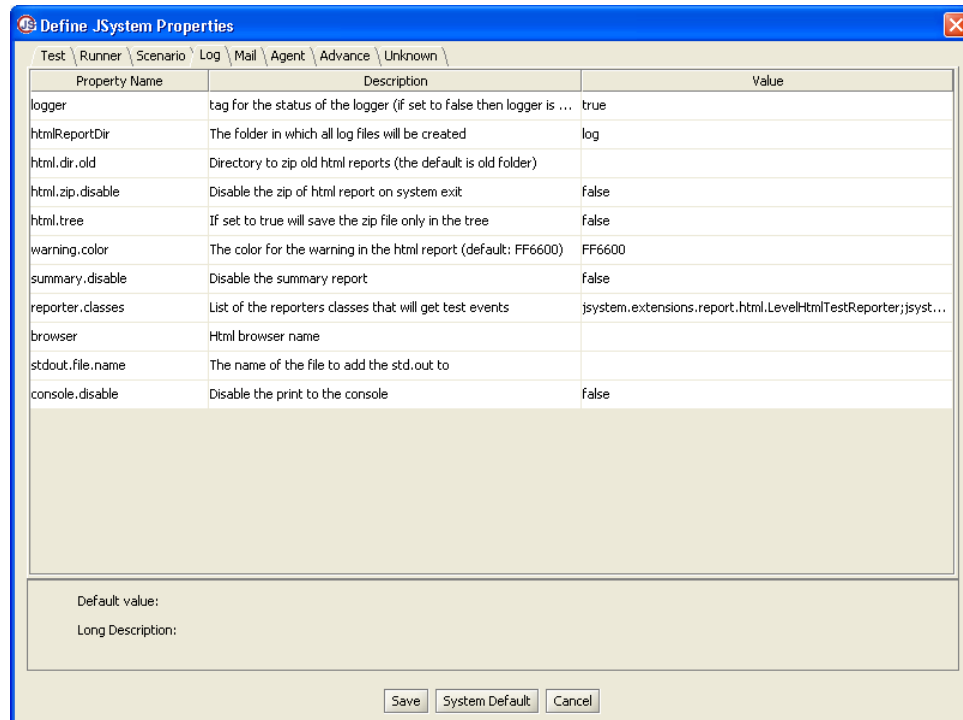 Define JSystem Properties
Test Runner Scenario Log Mail Agent Advance Unknown
Property Name Description Value
logger tag for the status of the logger (if set to false then logger is ... true
htmlReportDir The folder in which all log files will be created log
html.dir.old Directory to zip old html reports (the default is old folder)
html.zip.disable Disable the zip of html report on system exit false
html.tree If set to true will save the zip file only in the tree false
warning.color The color for the warning in the html report (default: FF6600) FF6600
summary.disable Disable the summary report false
reporter.classes List of the reporters classes that will get test events jsystem.extensions.report.html.LevelHtmlTestReporter;jsyst...
browser Html browser name
stdout.file.name The name of the file to add the std.out to
console.disable Disable the print to the console false
Default value:
Long Description:
Save System Default Cancel